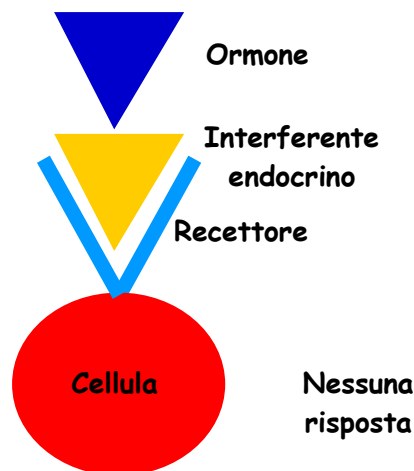 Ormone
Interferente
endocrino
Recettore
Cellula
Nessuna
risposta